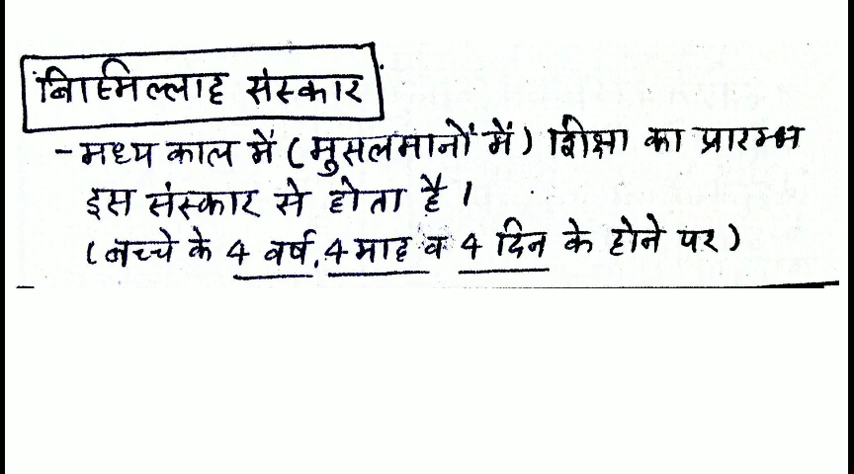 बिस्मिल्लाह संस्कार
- मध्य काल में (मुसलमानों में) शिक्षा का प्रारम्भ
इस संस्कार से होता है।
(बच्चे के 4 वर्ष, 4 माह व 4 दिन के होने पर)